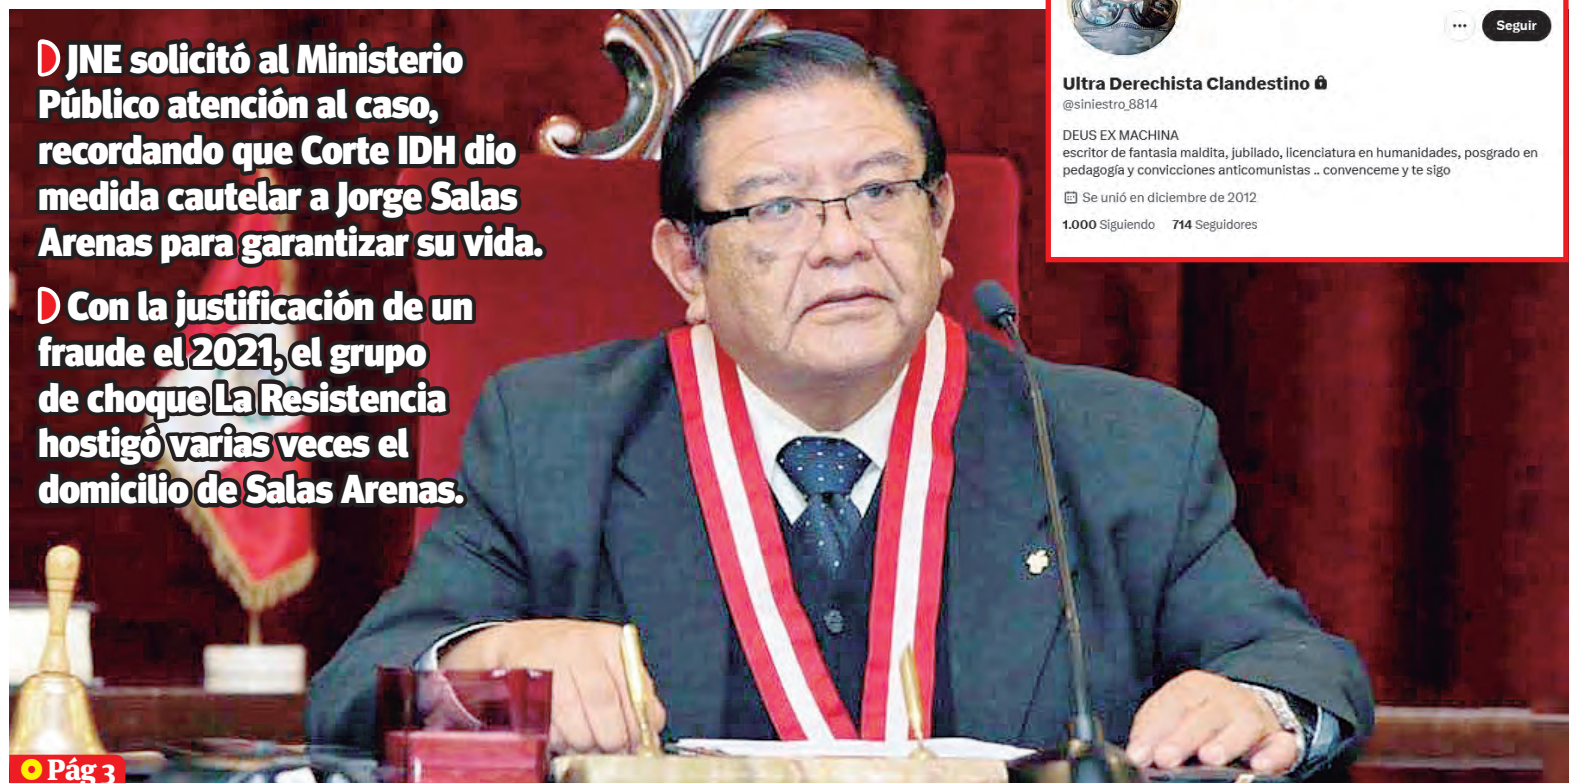 JNE solicitó al Ministerio
Público atención al caso,
recordando que Corte IDH dio
medida cautelar a Jorge Salas
Arenas para garantizar su vida.
Con la justificación de un
fraude el 2021, el grupo
de choque La Resistencia
hostigó varias veces el
domicilio de Salas Arenas.
Pág 3
Seguir
Ultra Derechista Clandestino
@siniestro_8814
DEUS EX MACHINA
escritor de fantasia maldita, jubilado, licenciatura en humanidades, posgrado en
pedagogía y convicciones anticomunistas .. convenceme y te sigo
Se unió en diciembre de 2012
1.000 Siguiendo 714 Seguidores